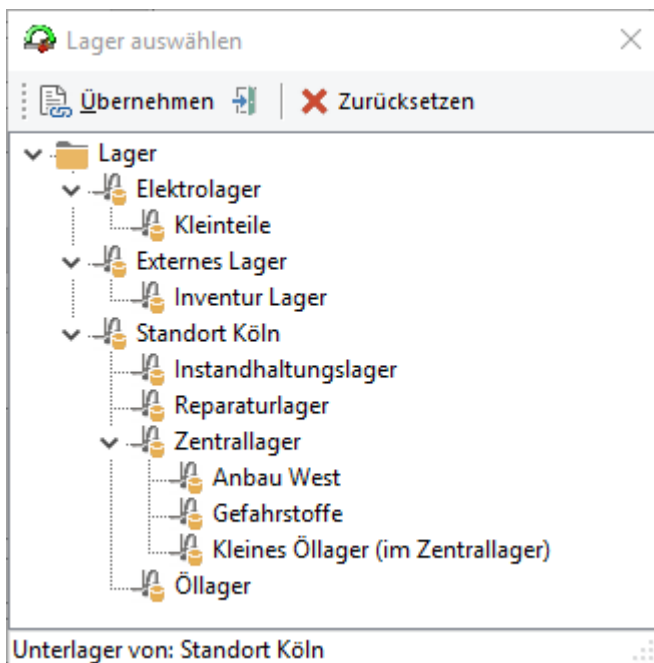 Lager auswählen
Übernehmen Zurücksetzen
Lager
Elektrolager
Kleinteile
Externes Lager
Inventur Lager
Standort Köln
Instandhaltungslager
Reparaturlager
Zentrallager
Anbau West
Gefahrstoffe
Kleines Öllager (im Zentrallager)
Öllager
Unterlager von: Standort Köln